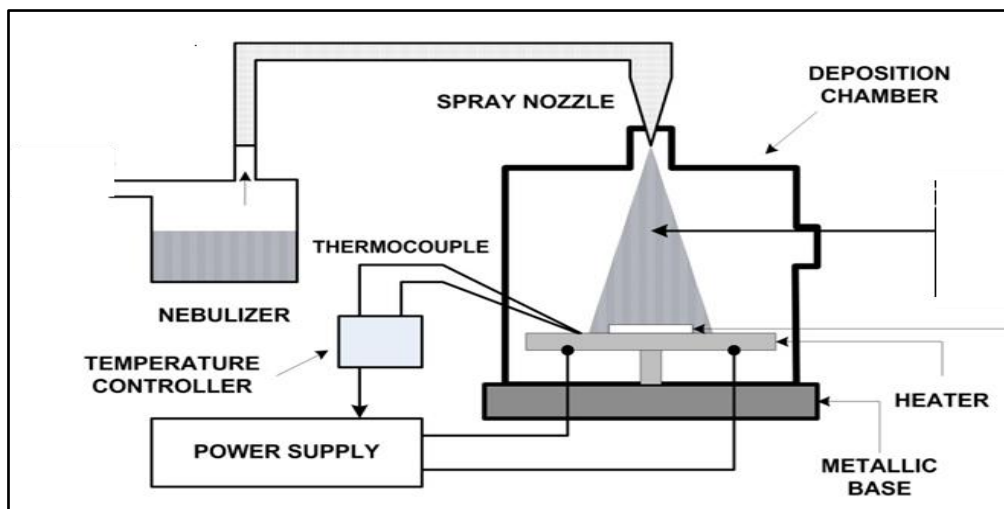 DEPOSITION
CHAMBER
SPRAY NOZZLE
THERMOCOUPLE
NEBULIZER
TEMPERATURE
CONTROLLER
HEATER
POWER SUPPLY
METALLIC
BASE